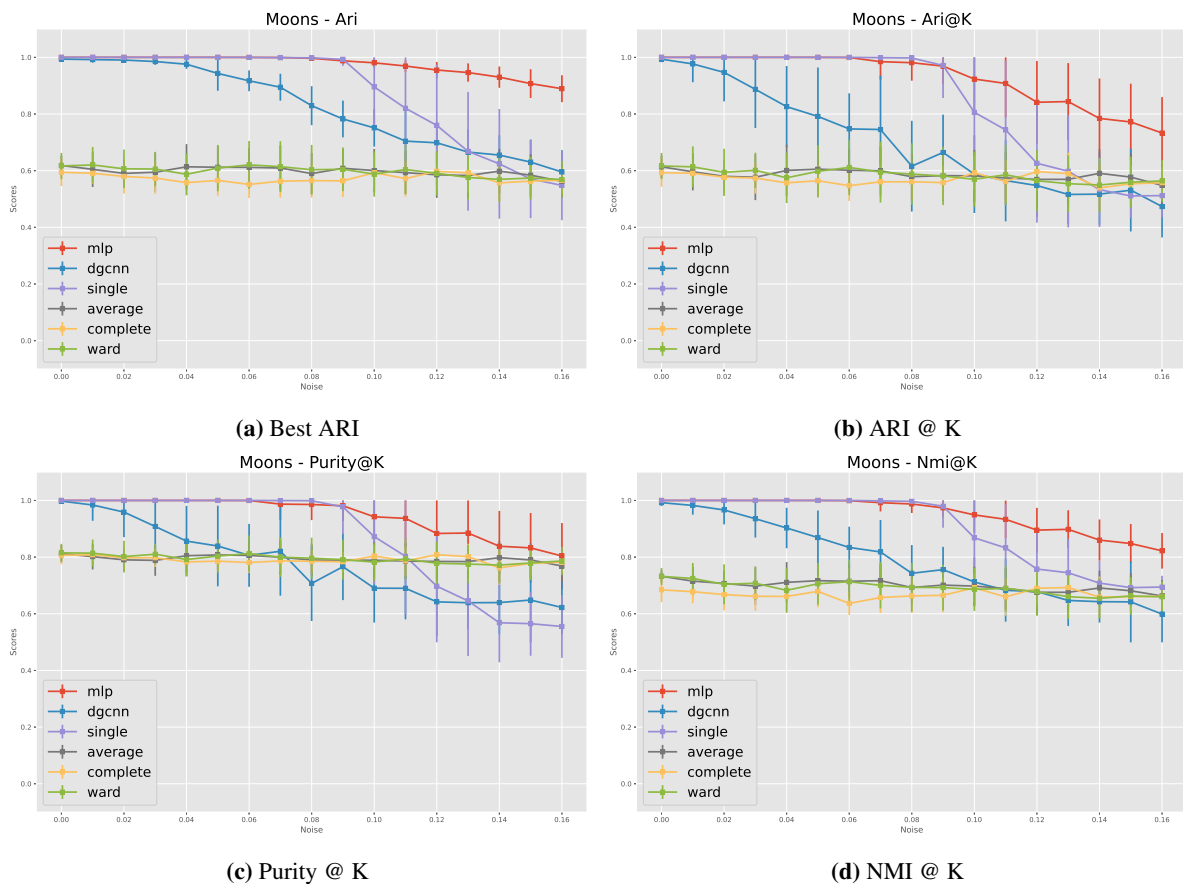 Moons - Ari
1.0
0.8
0.6
0.4
0.2
0.0
Scores
mlp
dgcnn
single
average
complete
ward
0.00 0.02 0.04 0.06 0.08 0.10 0.12 0.14 0.16
Noise
(a) Best ARI
Moons - Ari@K
1.0
0.8
0.6
0.4
0.2
0.0
Scores
mlp
dgcnn
single
average
complete
ward
0.00 0.02 0.04 0.06 0.08 0.10 0.12 0.14 0.16
Noise
(b) ARI @ K
Moons - Purity@K
1.0
0.8
0.6
0.4
0.2
0.0
Scores
mlp
dgcnn
single
average
complete
ward
0.00 0.02 0.04 0.06 0.08 0.10 0.12 0.14 0.16
Noise
(c) Purity @ K
Moons - Nmi@K
1.0
0.8
0.6
0.4
0.2
0.0
Scores
mlp
dgcnn
single
average
complete
ward
0.00 0.02 0.04 0.06 0.08 0.10 0.12 0.14 0.16
Noise
(d) NMI @ K